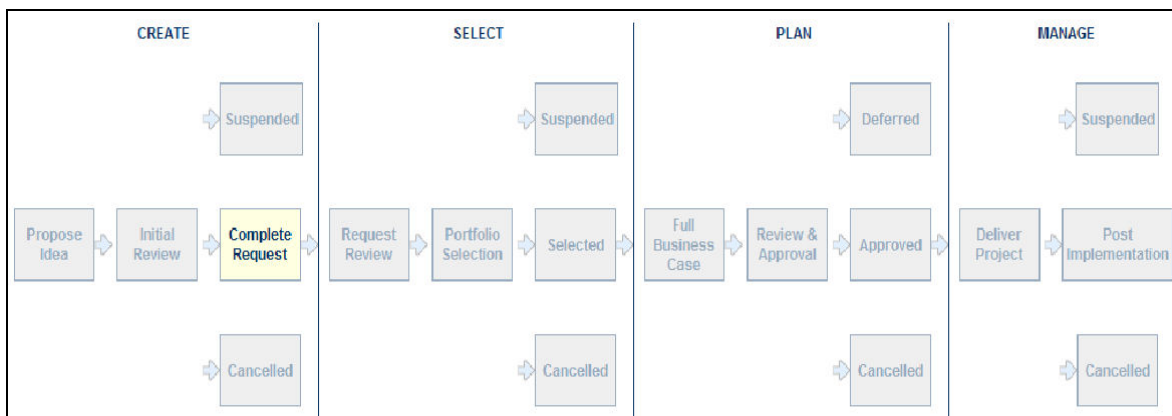 CREATE
SELECT
PLAN
MANAGE
Suspended
Suspended
Deferred
Suspended
Propose
Idea
Initial
Review
Complete
Request
Request
Review
Portfolio
Selection
Selected
Full
Business
Case
Review &
Approval
Approved
Deliver
Project
Post
Implementation
Cancelled
Cancelled
Cancelled
Cancelled